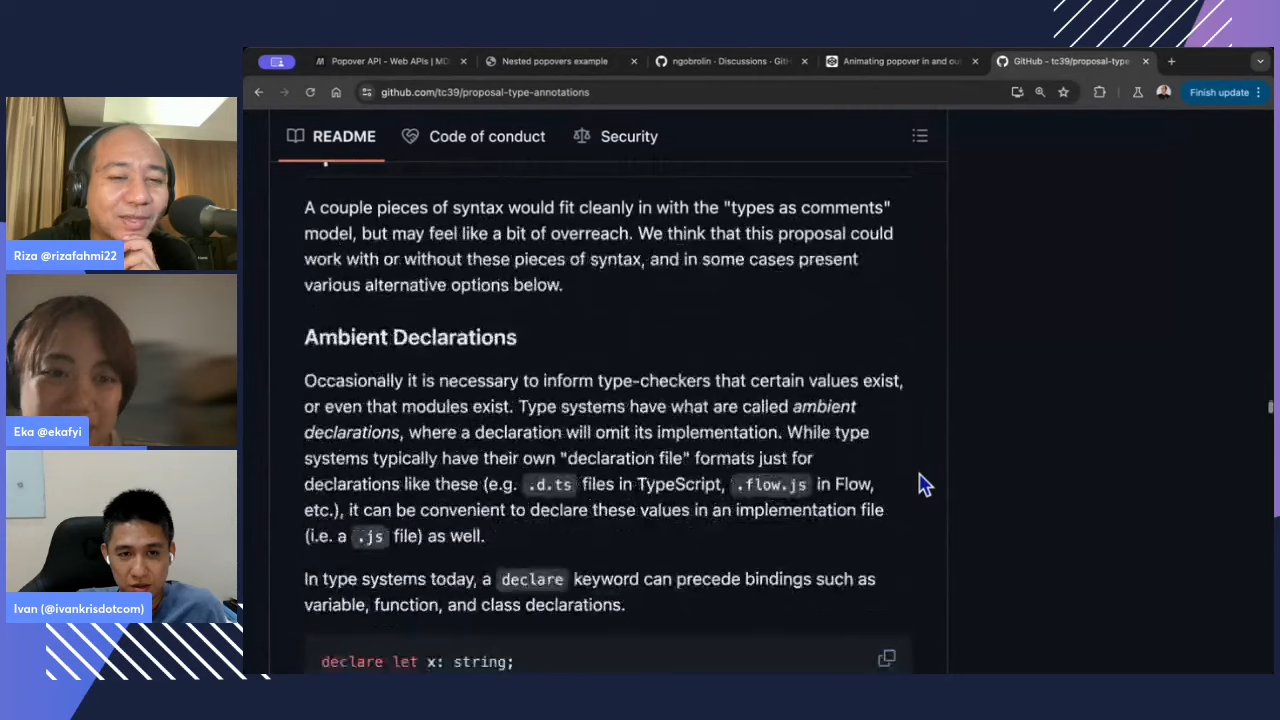 Popover API - Web APIs | MD
Nested popovers example
ngobrolin · Discussions · GitH
Animating popover in and ou
GitHub - tc39/proposal-type
github.com/tc39/proposal-type-annotations
Finish update
README
Code of conduct
Security
A couple pieces of syntax would fit cleanly in with the "types as comments"
model, but may feel like a bit of overreach. We think that this proposal could
work with or without these pieces of syntax, and in some cases present
various alternative options below.
Ambient Declarations
Occasionally it is necessary to inform type-checkers that certain values exist,
or even that modules exist. Type systems have what are called ambient
declarations, where a declaration will omit its implementation. While type
systems typically have their own "declaration file" formats just for
declarations like these (e.g. .d.ts files in TypeScript, .flow.js in Flow,
etc.), it can be convenient to declare these values in an implementation file
(i.e. a .js file) as well.
In type systems today, a declare keyword can precede bindings such as
variable, function, and class declarations.
declare let x: string;
Riza @rizafahmi22
Eka @ekafyi
Ivan (@ivankrisdotcom)